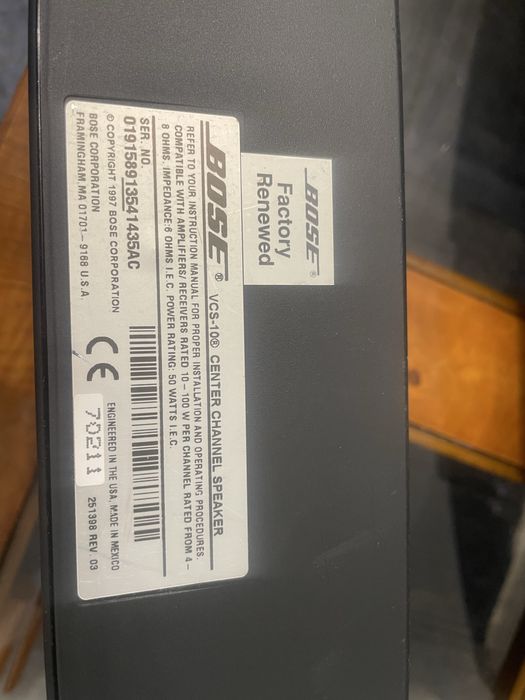 BOSE®
Factory
Renewed
BOSE® VCS-10® CENTER CHANNEL SPEAKER
REFER TO YOUR INSTRUCTION MANUAL FOR PROPER INSTALLATION AND OPERATING PROCEDURES.
COMPATIBLE WITH AMPLIFIERS/ RECEIVERS RATED 10-100 W PER CHANNEL RATED FROM 4-
8 OHMS. IMPEDANCE-6 OHMS I.E.C. POWER RATING: 50 WATTS I.E.C.
SER. NO.
019158913541435AC
© COPYRIGHT 1997 BOSE CORPORATION
BOSE CORPORATION
FRAMINGHAM, MA 01701-9168 U.S.A
CE
ENGINEERED IN THE USA, MADE IN MEXICO
70211
251398 REV. 03